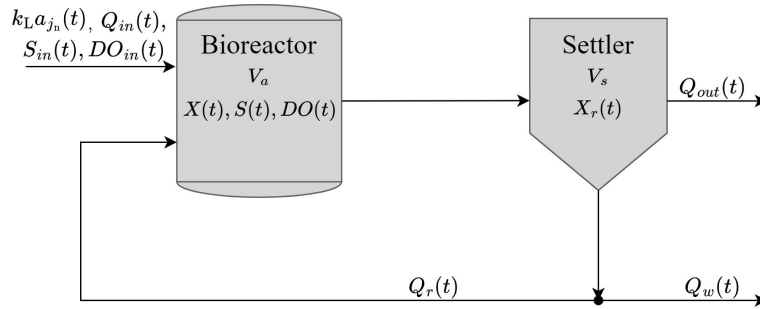 k_L a_{j_n}(t), Q_{in}(t),
S_{in}(t), DO_{in}(t)
Bioreactor
V_a
X(t), S(t), DO(t)
Settler
V_s
X_r(t)
Q_{out}(t)
Q_r(t)
Q_w(t)